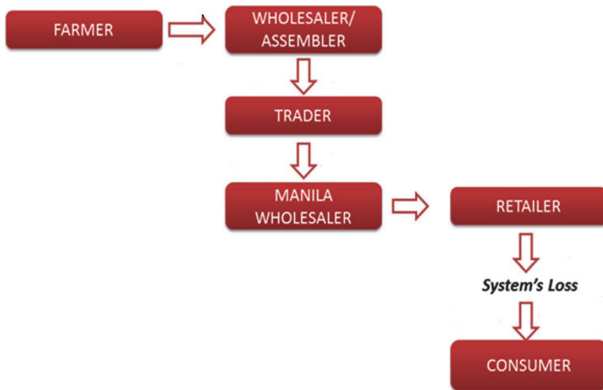 FARMER
WHOLESALER/
ASSEMBLER
TRADER
MANILA
WHOLESALER
RETAILER
System's Loss
CONSUMER